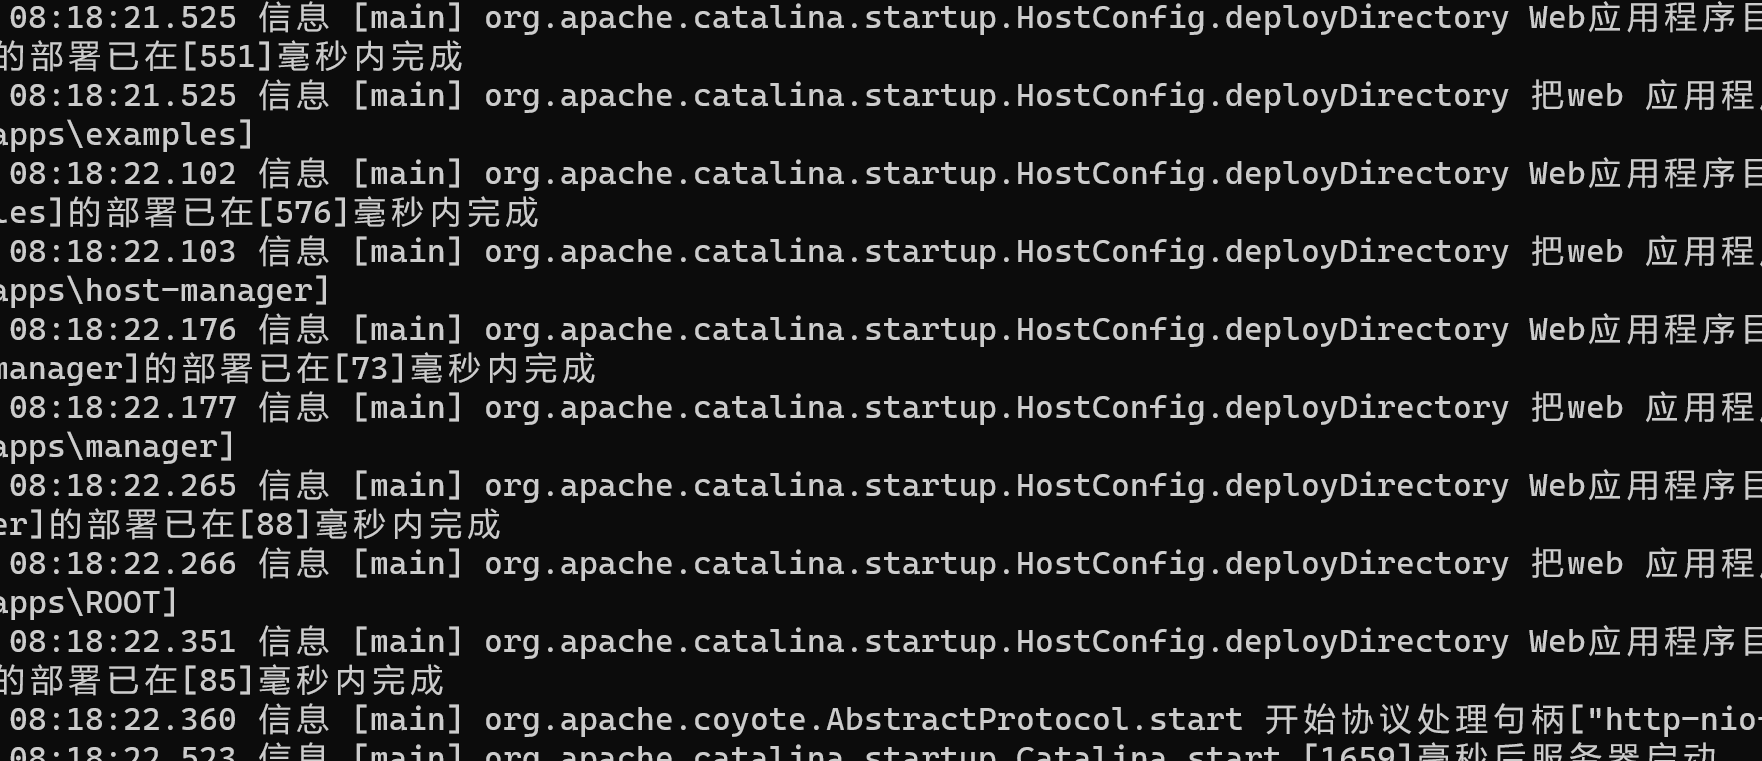 08:18:21.525 信息 [main] org.apache.catalina.startup.HostConfig.deployDirectory Web应用程序目
的部署已在[551]毫秒内完成
08:18:21.525 信息 [main] org.apache.catalina.startup.HostConfig.deployDirectory 把web 应用程
apps\examples]
08:18:22.102 信息 [main] org.apache.catalina.startup.HostConfig.deployDirectory Web应用程序目
les]的部署已在[576]毫秒内完成
08:18:22.103 信息 [main] org.apache.catalina.startup.HostConfig.deployDirectory 把web 应用程
apps\host-manager]
08:18:22.176 信息 [main] org.apache.catalina.startup.HostConfig.deployDirectory Web应用程序目
manager]的部署已在[73]毫秒内完成
08:18:22.177 信息 [main] org.apache.catalina.startup.HostConfig.deployDirectory 把web 应用程
apps\manager]
08:18:22.265 信息 [main] org.apache.catalina.startup.HostConfig.deployDirectory Web应用程序目
er]的部署已在[88]毫秒内完成
08:18:22.266 信息 [main] org.apache.catalina.startup.HostConfig.deployDirectory 把web 应用程
apps\ROOT]
08:18:22.351 信息 [main] org.apache.catalina.startup.HostConfig.deployDirectory Web应用程序目
的部署已在[85]毫秒内完成
08:18:22.360 信息 [main] org.apache.coyote.AbstractProtocol.start 开始协议处理句柄["http-nio-
08:18:22.523 信息 [main] org.apache.catalina.startup.Catalina.start [1659]毫秒后服务器启动